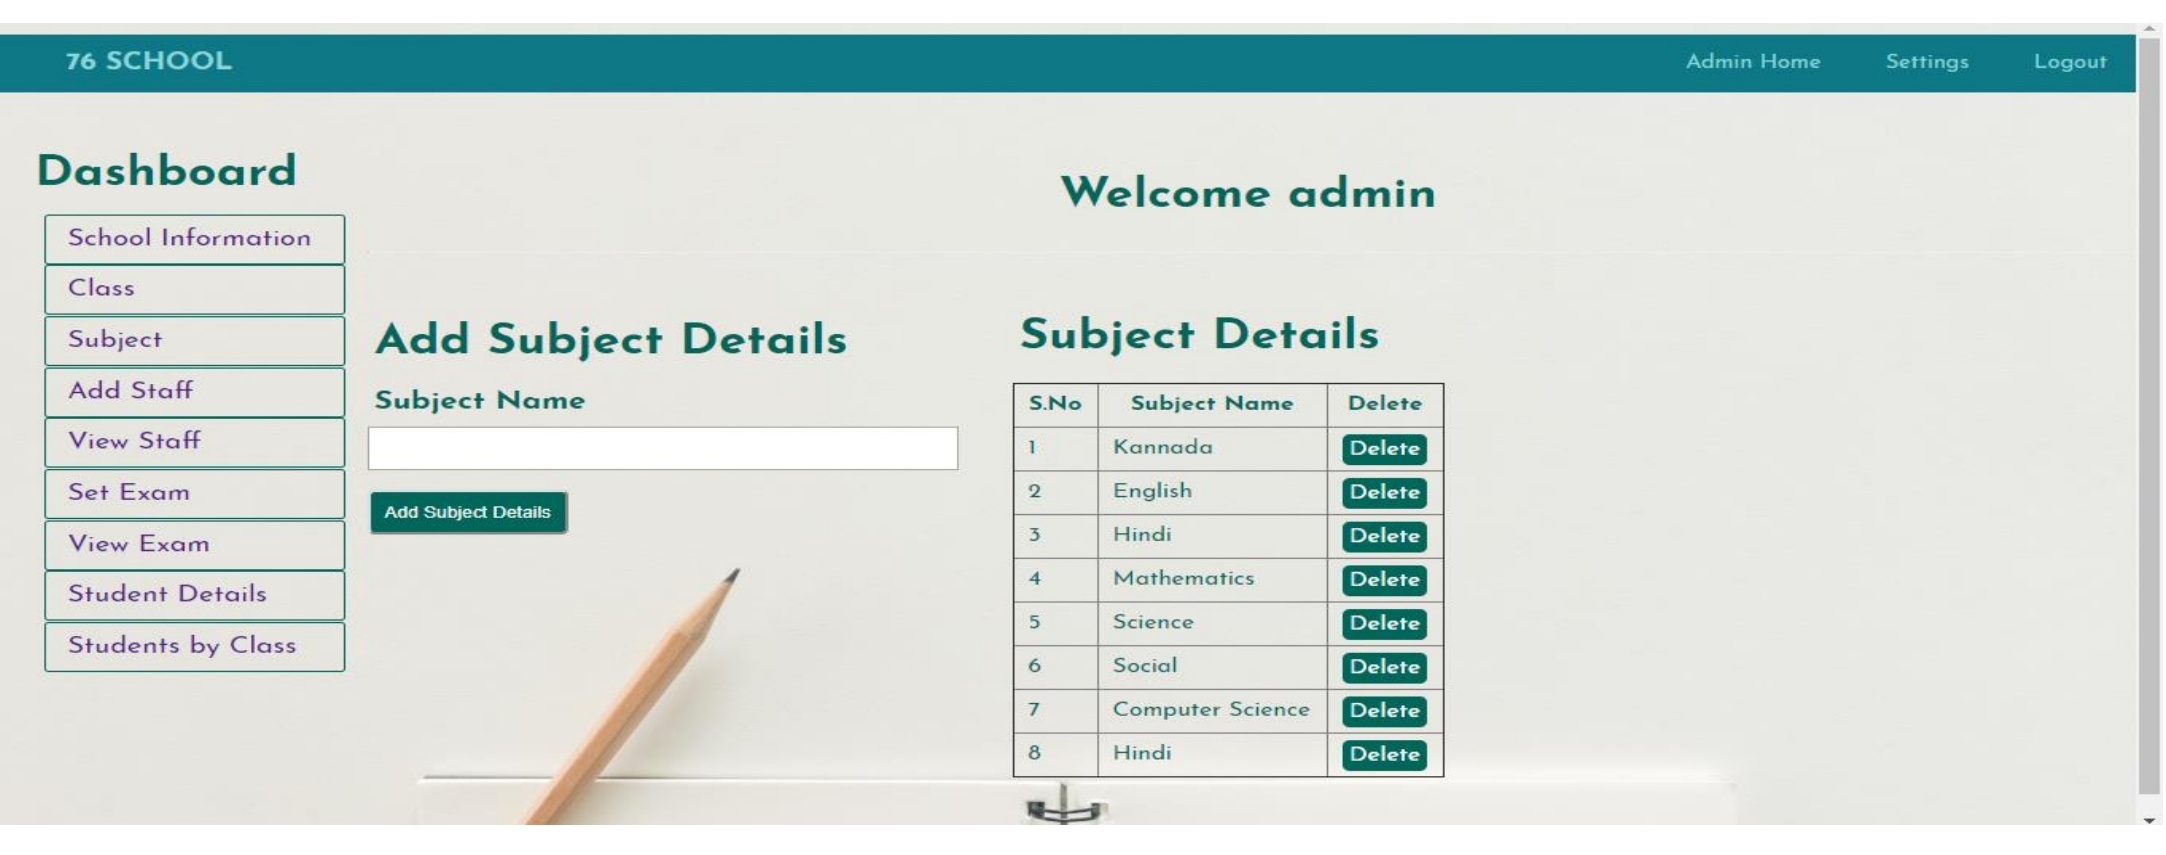 76 SCHOOL
Admin Home Settings Logout
Dashboard
Welcome admin
School Information
Class
Subject
Add Staff
View Staff
Set Exam
View Exam
Student Details
Students by Class
Add Subject Details
Subject Name
Add Subject Details
Subject Details
S.No Subject Name Delete
1 Kannada Delete
2 English Delete
3 Hindi Delete
4 Mathematics Delete
5 Science Delete
6 Social Delete
7 Computer Science Delete
8 Hindi Delete